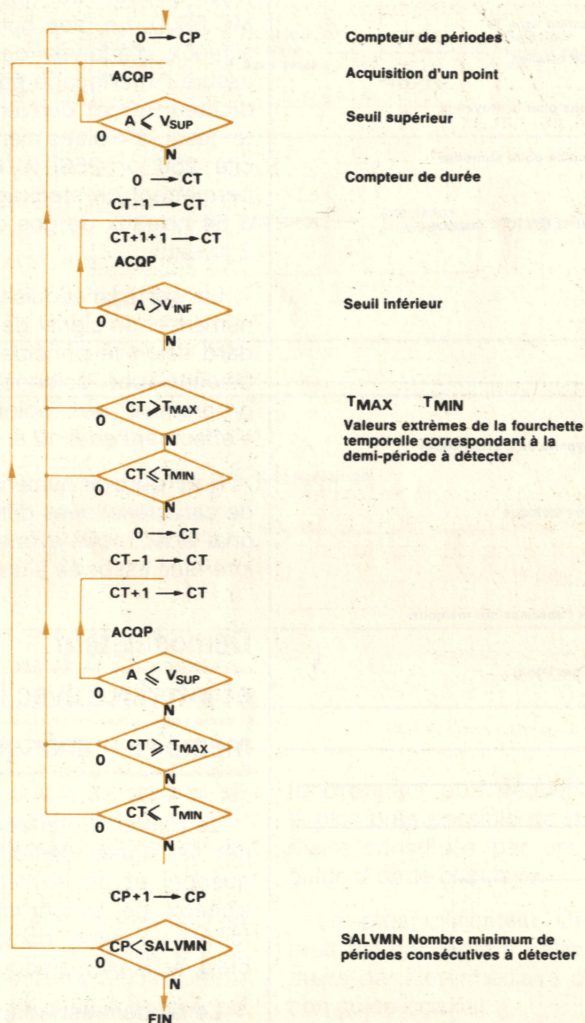 0 → CP Compteur de périodes
ACQP Acquisition d'un point
A ⩽ VSUP Seuil supérieur
0
N
0 → CT Compteur de durée
CT-1 → CT
CT+1+1 → CT
ACQP
A > VINF Seuil inférieur
0
N
CT ⩾ TMAX TMAX TMIN
0 Valeurs extrêmes de la fourchette
N temporelle correspondant à la
CT ⩽ TMIN demi-période à détecter
0
N
0 → CT
CT-1 → CT
CT+1 → CT
ACQP
A ⩽ VSUP
0
N
CT ⩾ TMAX
0
N
CT ⩽ TMIN
0
N
CP+1 → CP
CP < SALVMN SALVMN Nombre minimum de
0 périodes consécutives à détecter
N
FIN